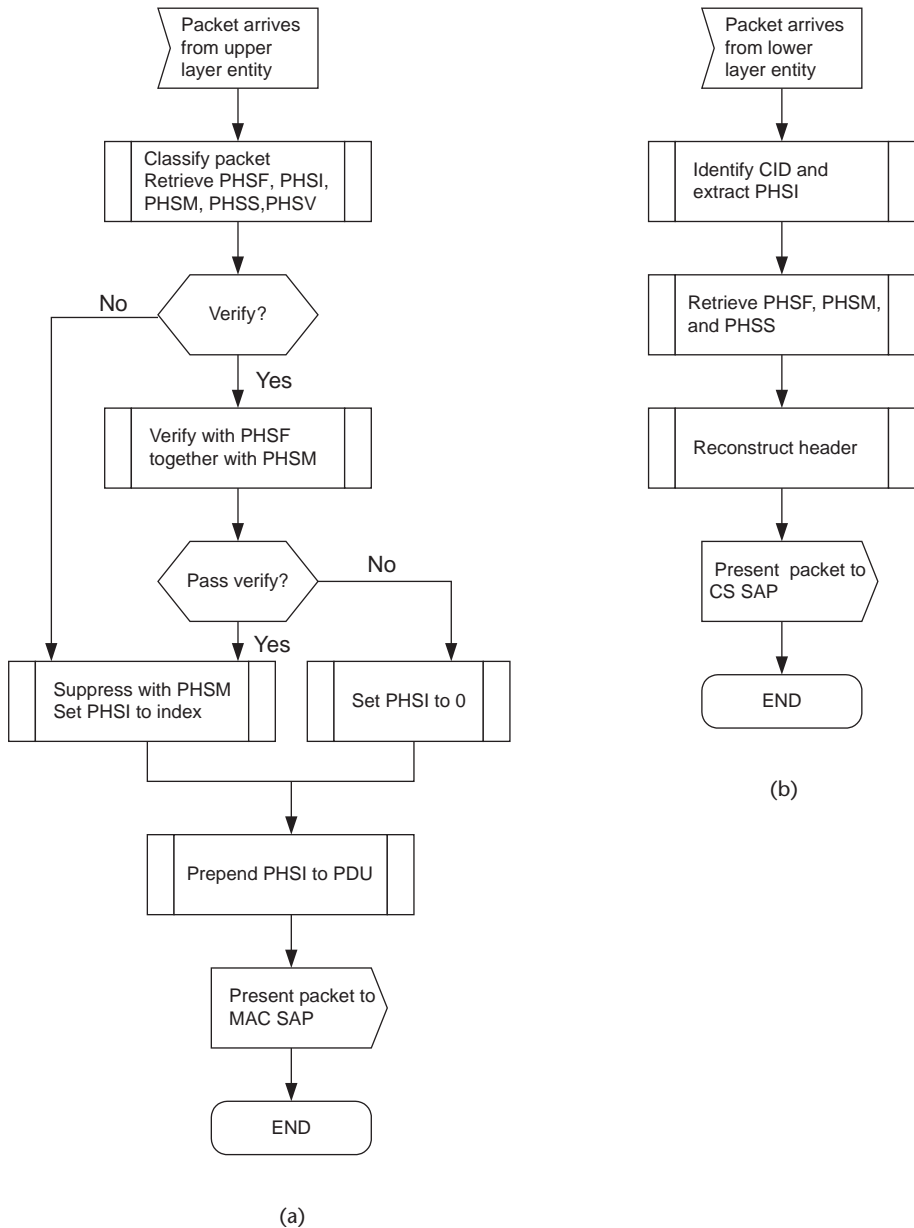 Packet arrives
from upper
layer entity
Classify packet
Retrieve PHSF, PHSI,
PHSM, PHSS,PHSV
No
Verify?
Yes
Verify with PHSF
together with PHSM
Pass verify?
No
Yes
Suppress with PHSM
Set PHSI to index
Set PHSI to 0
Prepend PHSI to PDU
Present packet to
MAC SAP
END
(a)
Packet arrives
from lower
layer entity
Identify CID and
extract PHSI
Retrieve PHSF, PHSM,
and PHSS
Reconstruct header
Present packet to
CS SAP
END
(b)